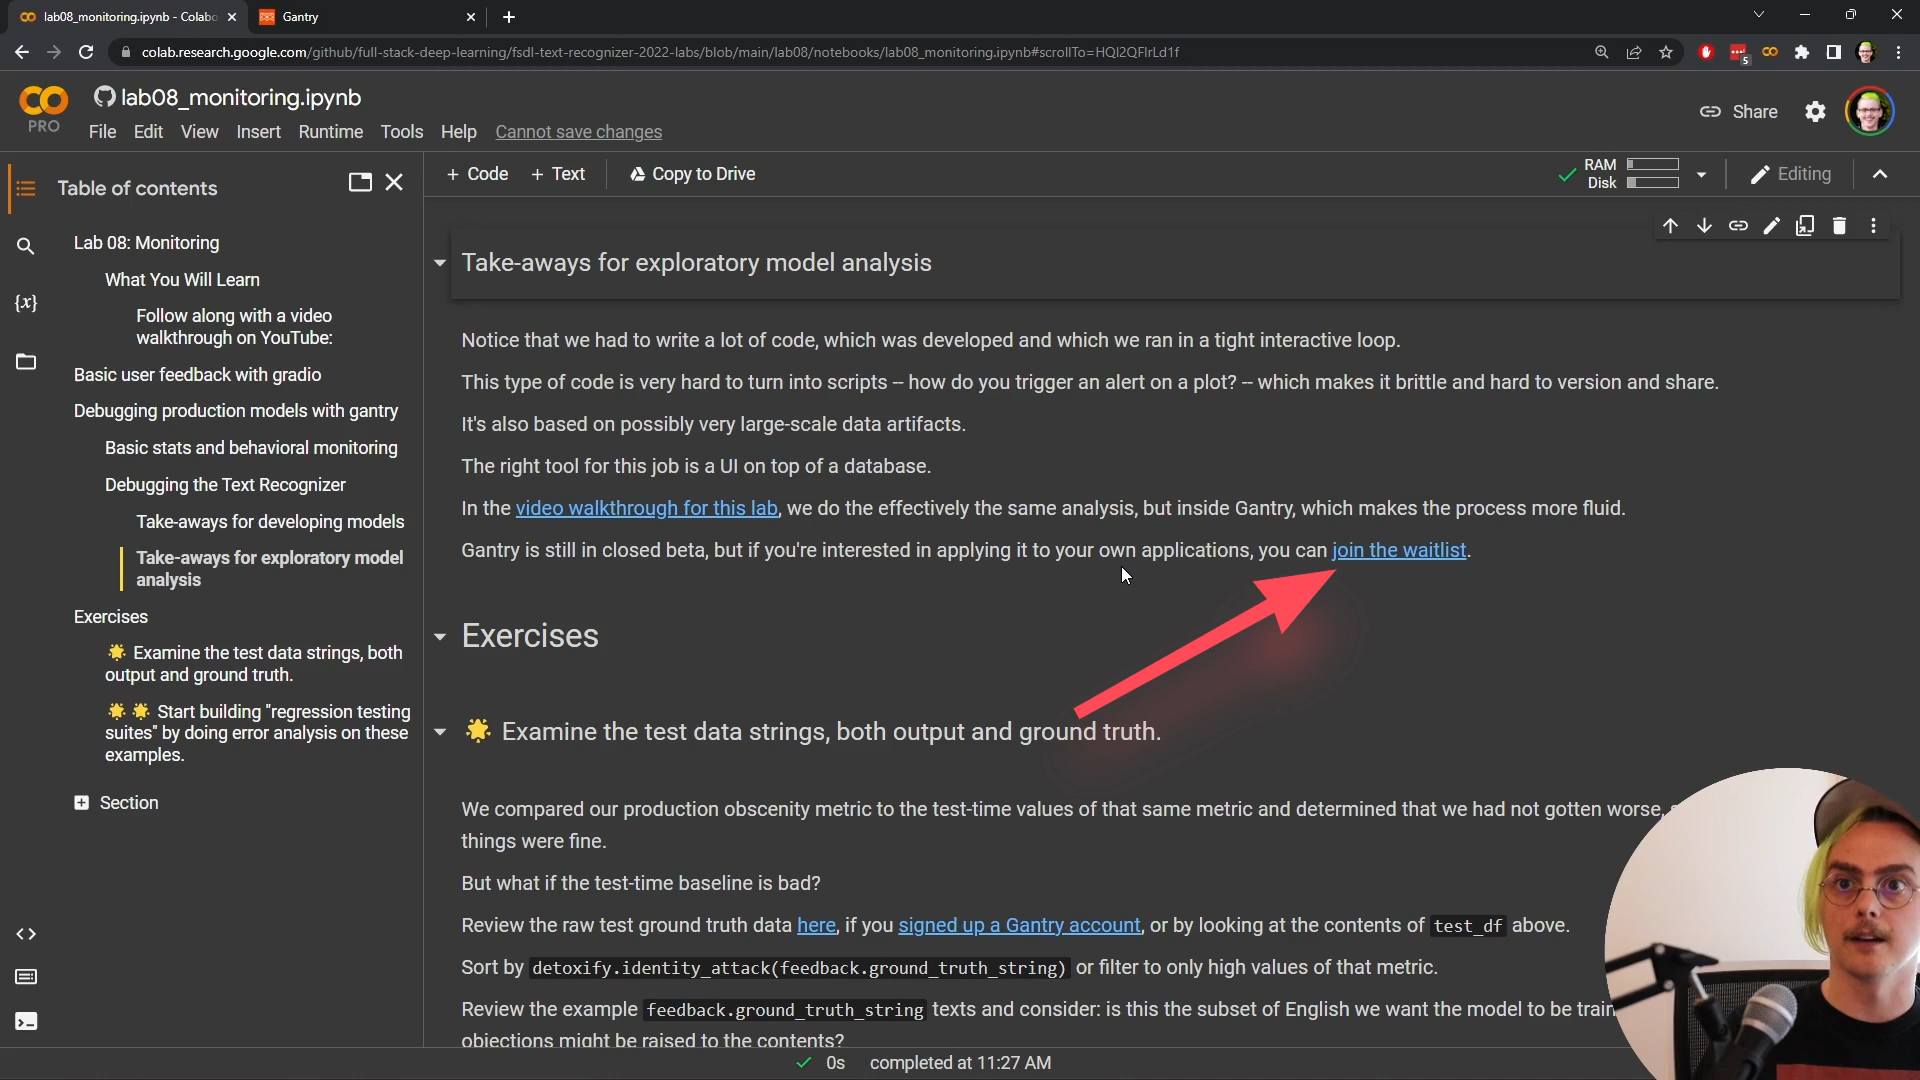 lab08_monitoring.ipynb - Colabo
Gantry
colab.research.google.com/github/full-stack-deep-learning/fsdl-text-recognizer-2022-labs/blob/main/lab08/notebooks/lab08_monitoring.ipynb#scrollTo=HQl2QFlrLd1f
5
PRO
lab08_monitoring.ipynb
File Edit View Insert Runtime Tools Help Cannot save changes
Share
Table of contents
+ Code + Text Copy to Drive
RAM
Disk
Editing
Lab 08: Monitoring
What You Will Learn
Follow along with a video
walkthrough on YouTube:
Basic user feedback with gradio
Debugging production models with gantry
Basic stats and behavioral monitoring
Debugging the Text Recognizer
Take-aways for developing models
Take-aways for exploratory model
analysis
Exercises
🌟 Examine the test data strings, both
output and ground truth.
🌟 🌟 Start building "regression testing
suites" by doing error analysis on these
examples.
Section
{x}
Take-aways for exploratory model analysis
Notice that we had to write a lot of code, which was developed and which we ran in a tight interactive loop.
This type of code is very hard to turn into scripts -- how do you trigger an alert on a plot? -- which makes it brittle and hard to version and share.
It's also based on possibly very large-scale data artifacts.
The right tool for this job is a UI on top of a database.
In the video walkthrough for this lab, we do the effectively the same analysis, but inside Gantry, which makes the process more fluid.
Gantry is still in closed beta, but if you're interested in applying it to your own applications, you can join the waitlist.
Exercises
🌟 Examine the test data strings, both output and ground truth.
We compared our production obscenity metric to the test-time values of that same metric and determined that we had not gotten worse,
things were fine.
But what if the test-time baseline is bad?
Review the raw test ground truth data here, if you signed up a Gantry account, or by looking at the contents of test_df above.
Sort by detoxify.identity_attack(feedback.ground_truth_string) or filter to only high values of that metric.
Review the example feedback.ground_truth_string texts and consider: is this the subset of English we want the model to be
objections might be raised to the contents?
0s completed at 11:27 AM